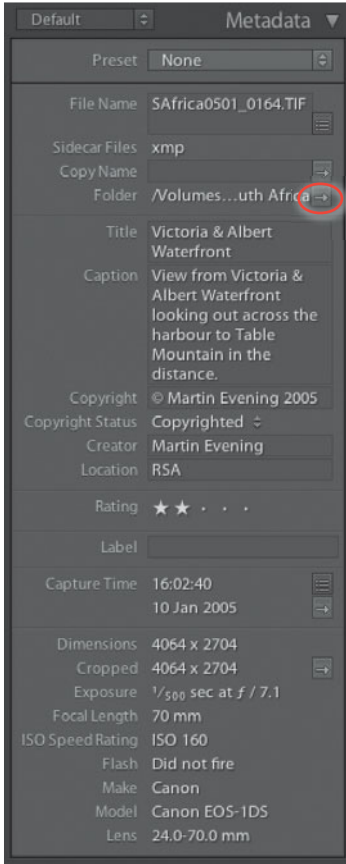 Default Metadata
Preset None
File Name SAfrica0501_0164.TIF
Sidecar Files xmp
Copy Name
Folder /Volumes...uth Africa
Title Victoria & Albert
Waterfront
Caption View from Victoria &
Albert Waterfront
looking out across the
harbour to Table
Mountain in the
distance.
Copyright © Martin Evening 2005
Copyright Status Copyrighted
Creator Martin Evening
Location RSA
Rating ★ ★ · · ·
Label
Capture Time 16:02:40
10 Jan 2005
Dimensions 4064 x 2704
Cropped 4064 x 2704
Exposure 1/500 sec at ƒ / 7.1
Focal Length 70 mm
ISO Speed Rating ISO 160
Flash Did not fire
Make Canon
Model Canon EOS-1DS
Lens 24.0-70.0 mm